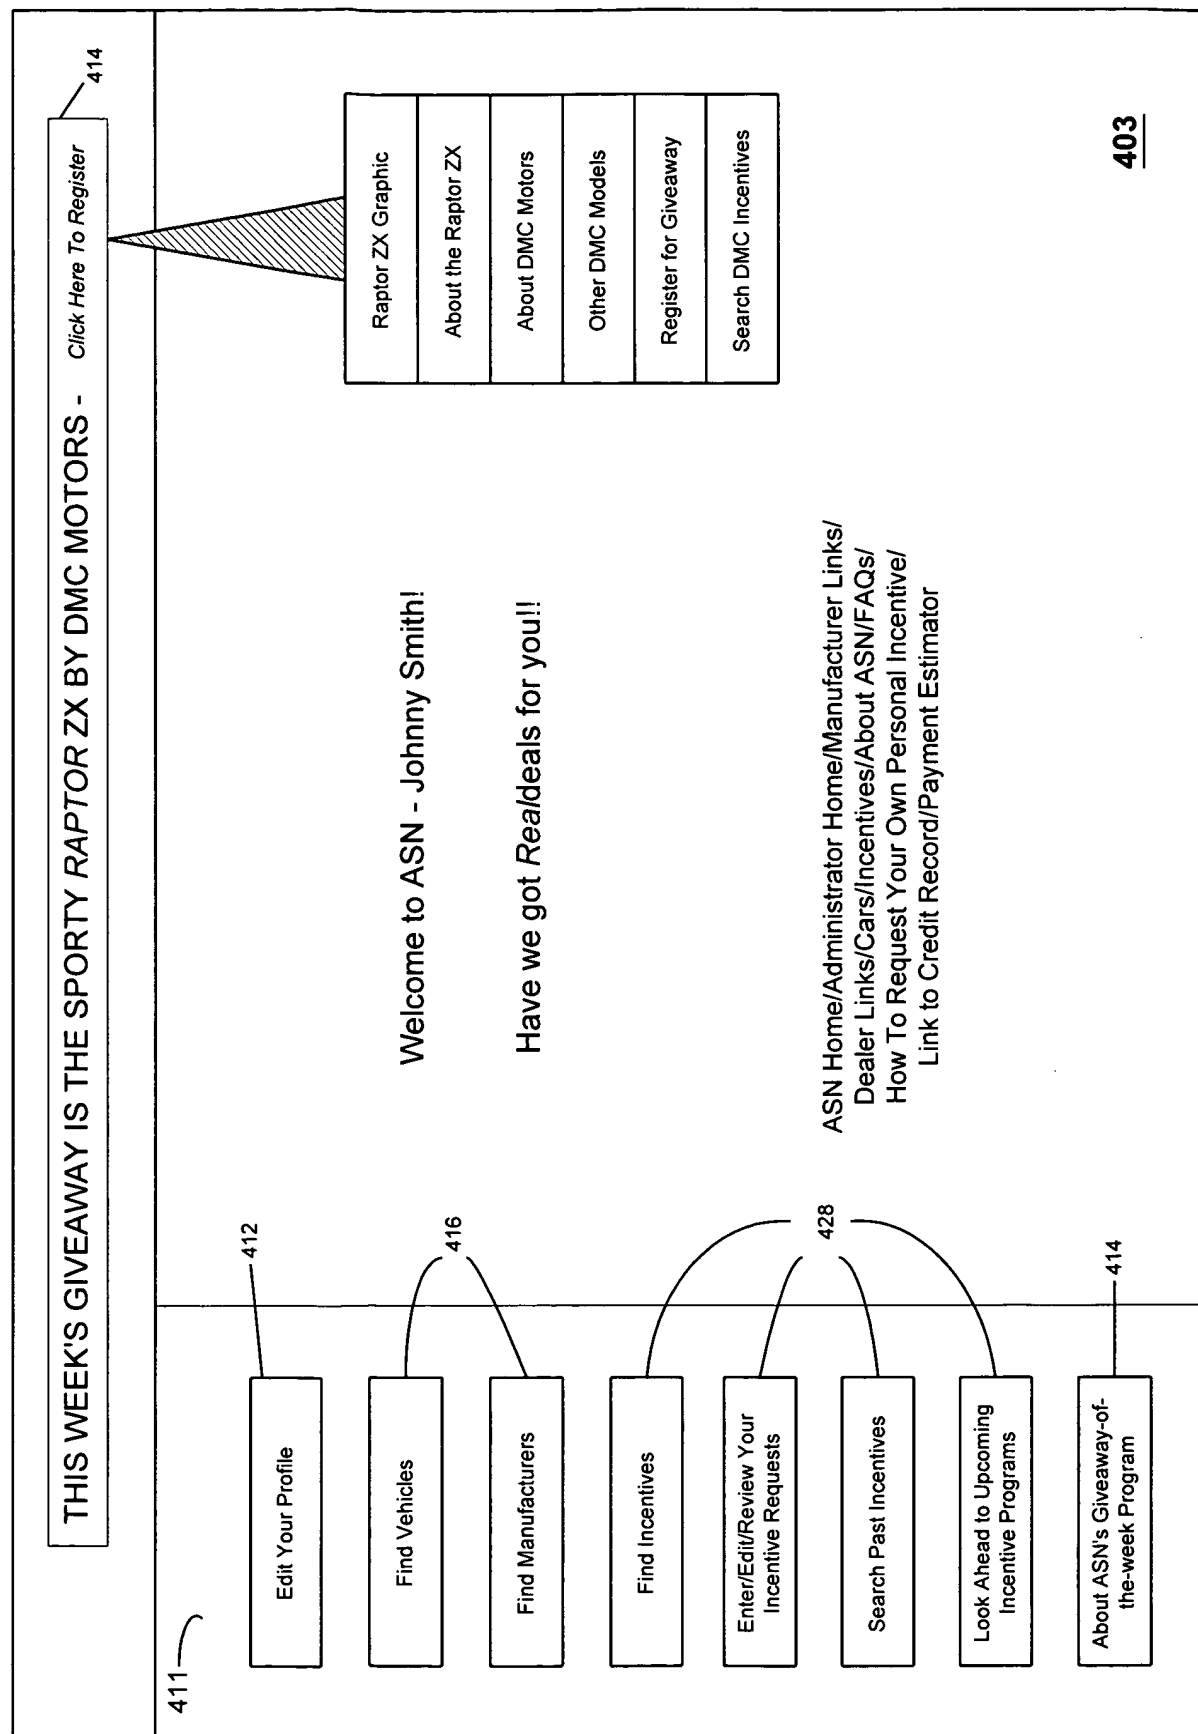 THIS WEEK'S GIVEAWAY IS THE SPORTY RAPTOR ZX BY DMC MOTORS - Click Here To Register
414
411
412
Edit Your Profile
Find Vehicles
416
Find Manufacturers
Find Incentives
428
Enter/Edit/Review Your
Incentive Requests
Search Past Incentives
Look Ahead to Upcoming
Incentive Programs
414
About ASN's Giveaway-of-
the-week Program
Welcome to ASN - Johnny Smith!
Have we got Realdeals for you!!
ASN Home/Administrator Home/Manufacturer Links/
Dealer Links/Cars/Incentives/About ASN/FAQs/
How To Request Your Own Personal Incentive/
Link to Credit Record/Payment Estimator
Raptor ZX Graphic
About the Raptor ZX
About DMC Motors
Other DMC Models
Register for Giveaway
Search DMC Incentives
403